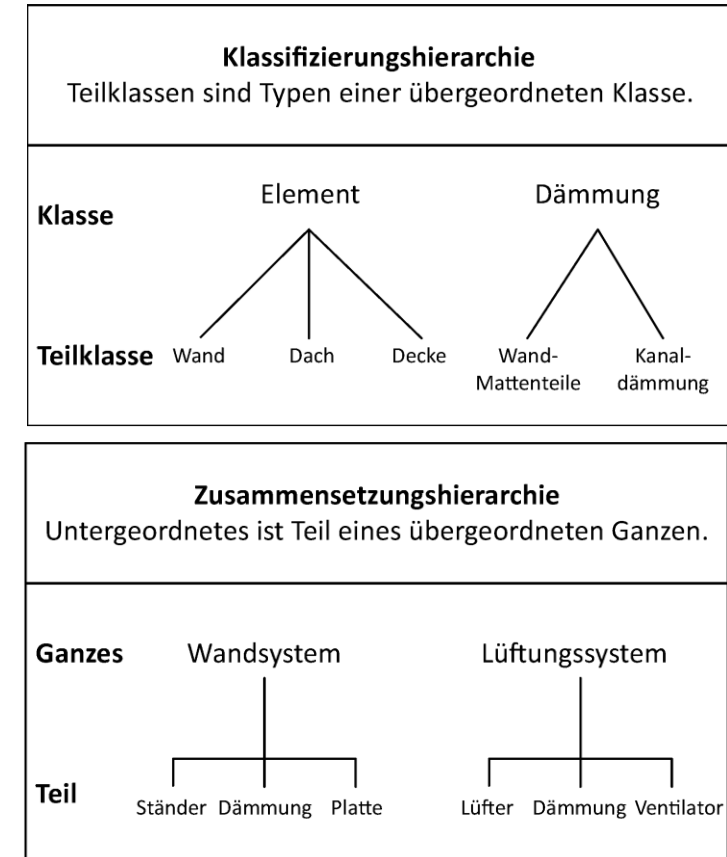 Klassifizierungshierarchie
Teilklassen sind Typen einer übergeordneten Klasse.
Klasse
Element
Dämmung
Teilklasse
Wand
Dach
Decke
Wand-
Mattenteile
Kanal-
dämmung
Zusammensetzungshierarchie
Untergeordnetes ist Teil eines übergeordneten Ganzen.
Ganzes
Wandsystem
Lüftungssystem
Teil
Ständer
Dämmung
Platte
Lüfter
Dämmung
Ventilator